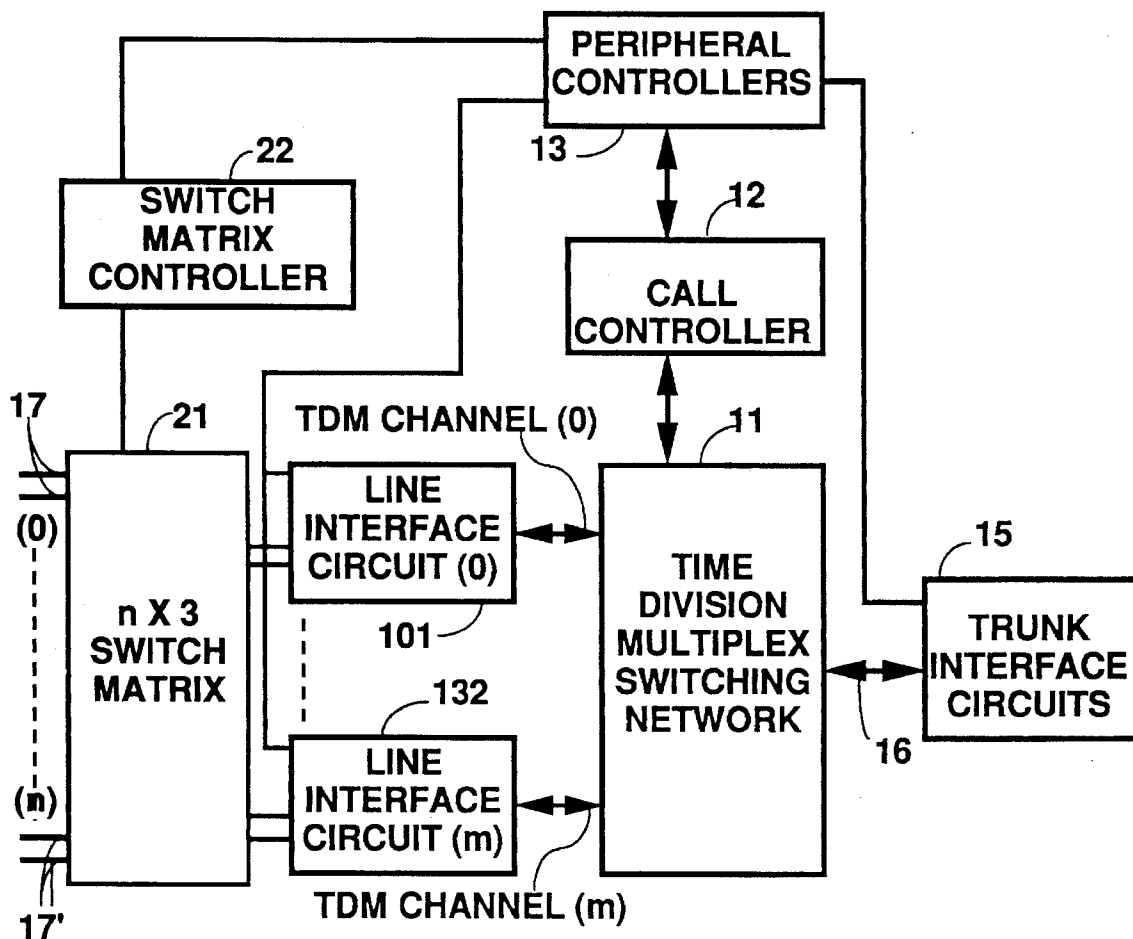 PERIPHERAL
CONTROLLERS
13
22
SWITCH
MATRIX
CONTROLLER
12
CALL
CONTROLLER
17
21
TDM CHANNEL (0)
11
(0)
n X 3
SWITCH
MATRIX
LINE
INTERFACE
CIRCUIT (0)
101
TIME
DIVISION
MULTIPLEX
SWITCHING
NETWORK
15
TRUNK
INTERFACE
CIRCUITS
16
132
LINE
INTERFACE
CIRCUIT (m)
(n)
17'
TDM CHANNEL (m)